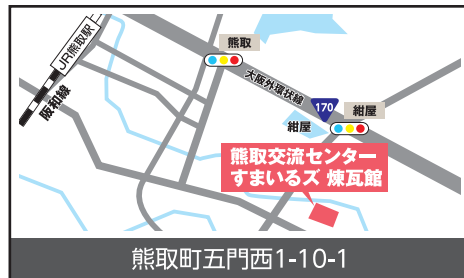 熊取
JR熊取駅
阪和線
大阪外環状線
170
紺屋
紺屋
熊取交流センター
すまいるズ 煉瓦館
熊取町五門西1-10-1